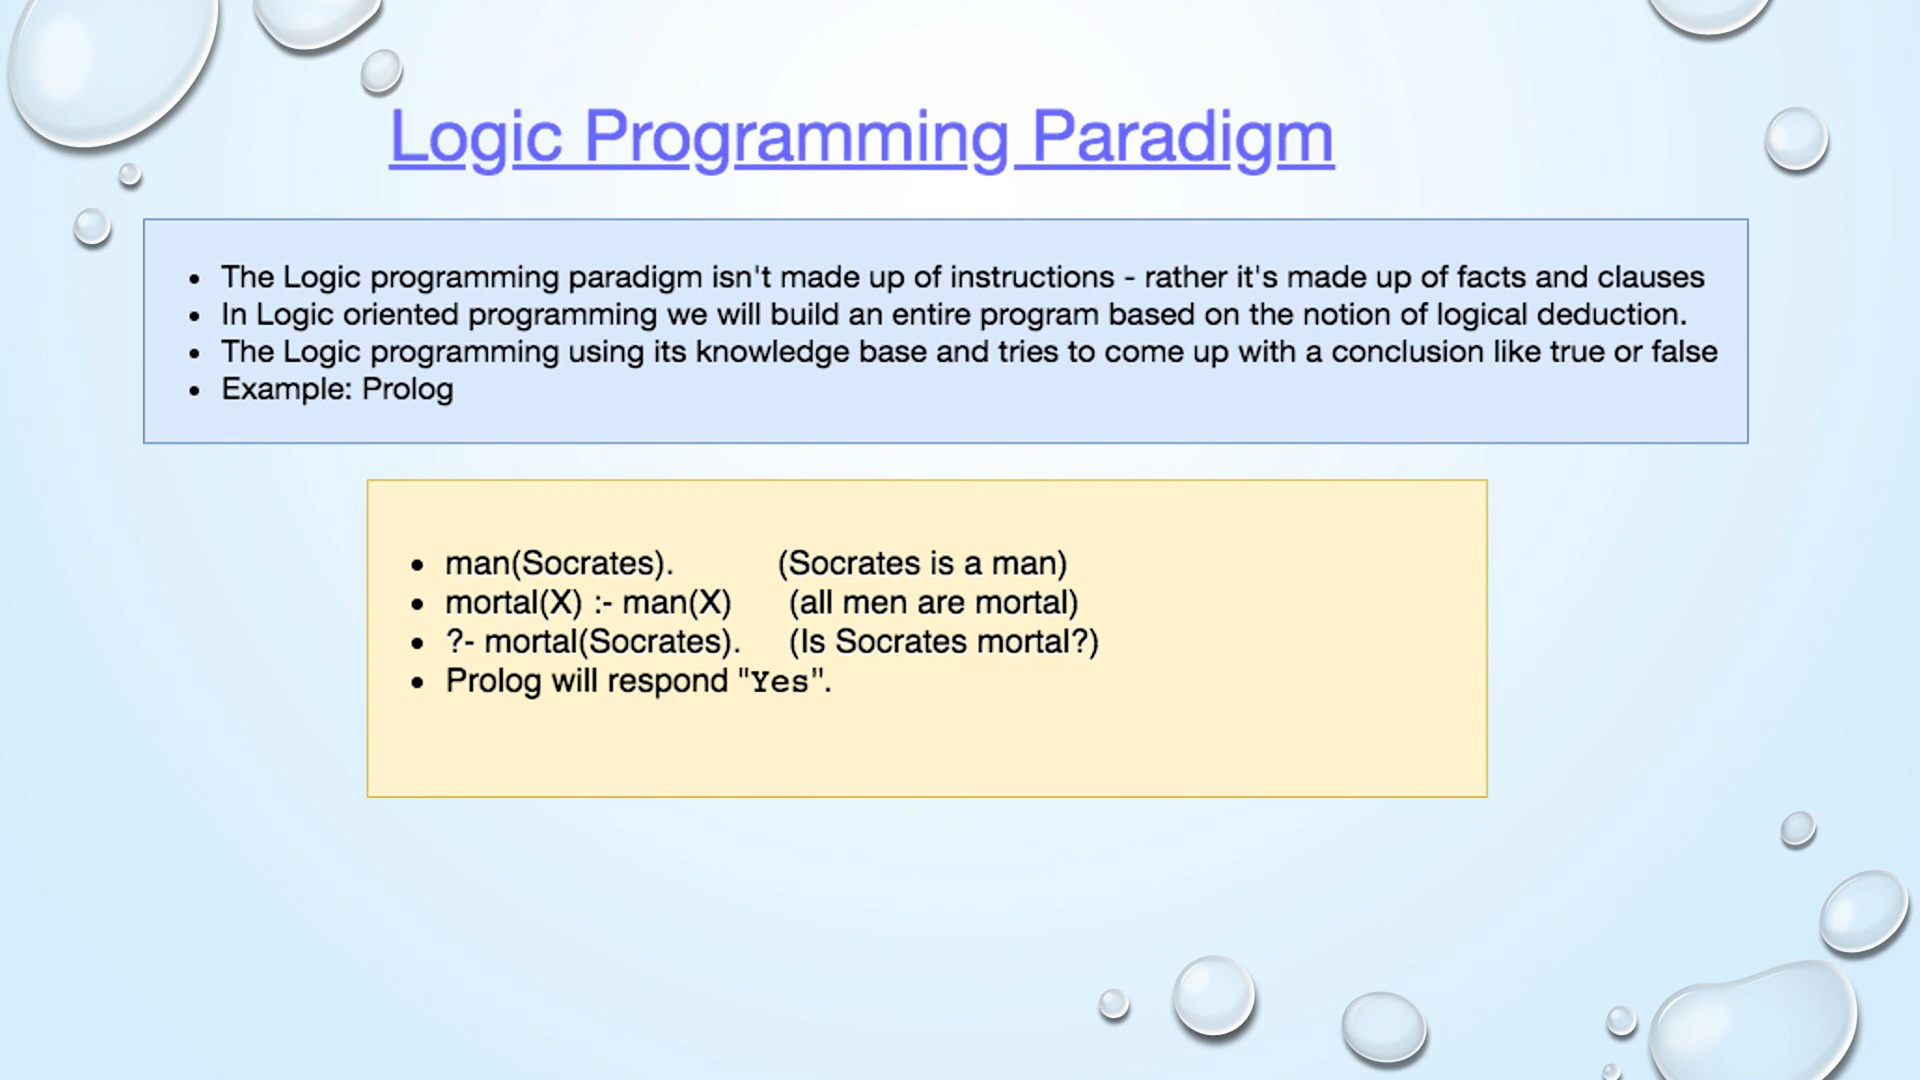 Logic Programming Paradigm
• The Logic programming paradigm isn't made up of instructions - rather it's made up of facts and clauses
• In Logic oriented programming we will build an entire program based on the notion of logical deduction.
• The Logic programming using its knowledge base and tries to come up with a conclusion like true or false
• Example: Prolog
• man(Socrates). (Socrates is a man)
• mortal(X) :- man(X) (all men are mortal)
• ?- mortal(Socrates). (Is Socrates mortal?)
• Prolog will respond "Yes".